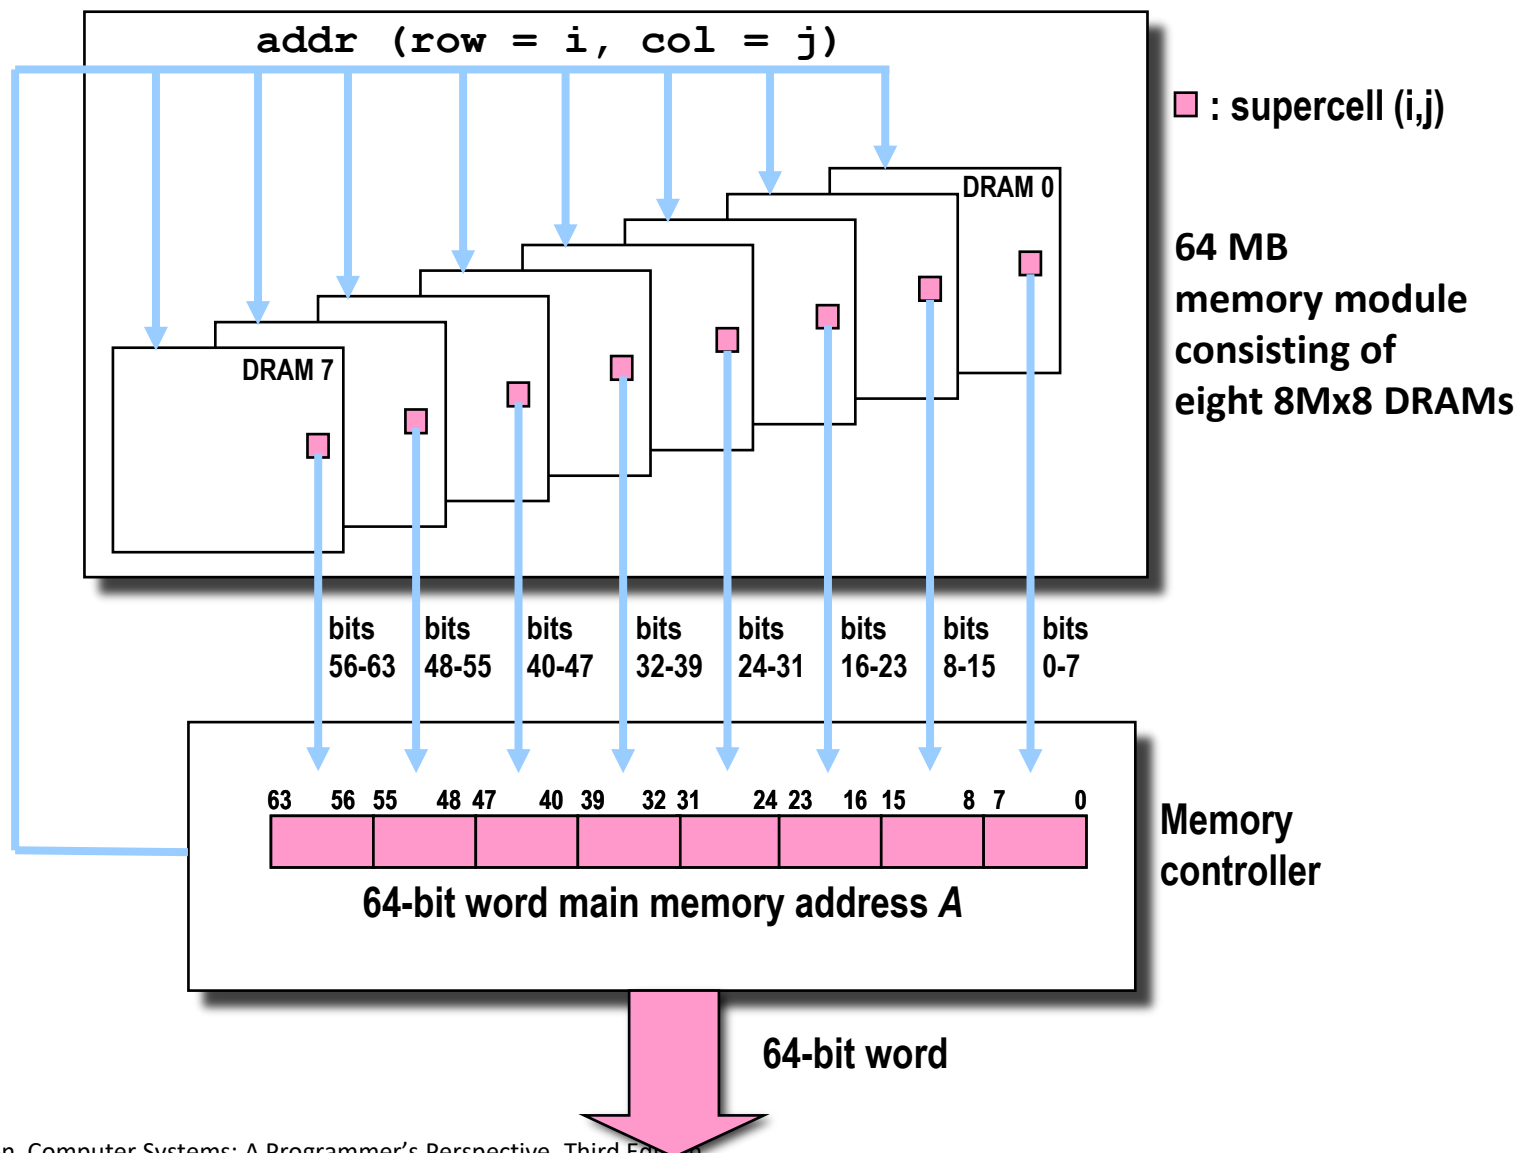 addr (row = i, col = j)
: supercell (i,j)
DRAM 0
64 MB
memory module
consisting of
eight 8Mx8 DRAMs
DRAM 7
bits
56-63
bits
48-55
bits
40-47
bits
32-39
bits
24-31
bits
16-23
bits
8-15
bits
0-7
63 56 55 48 47 40 39 32 31 24 23 16 15 8 7 0
Memory
controller
64-bit word main memory address A
64-bit word
Computer Systems: A Programmer's Perspective, Third